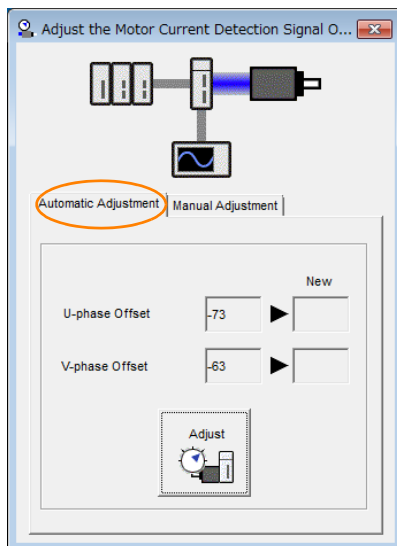 Adjust the Motor Current Detection Signal O...
Automatic Adjustment Manual Adjustment
New
U-phase Offset -73
V-phase Offset -63
Adjust